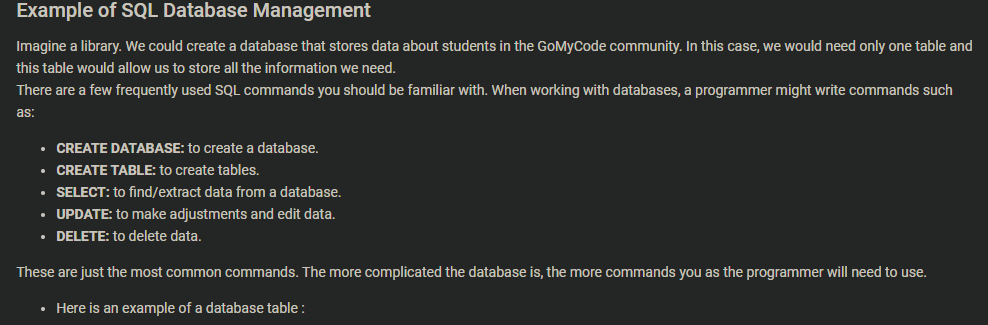 Example of SQL Database Management
Imagine a library. We could create a database that stores data about students in the GoMyCode community. In this case, we would need only one table and
this table would allow us to store all the information we need.
There are a few frequently used SQL commands you should be familiar with. When working with databases, a programmer might write commands such
as:
• CREATE DATABASE: to create a database.
• CREATE TABLE: to create tables.
• SELECT: to find/extract data from a database.
• UPDATE: to make adjustments and edit data.
• DELETE: to delete data.
These are just the most common commands. The more complicated the database is, the more commands you as the programmer will need to use.
• Here is an example of a database table :